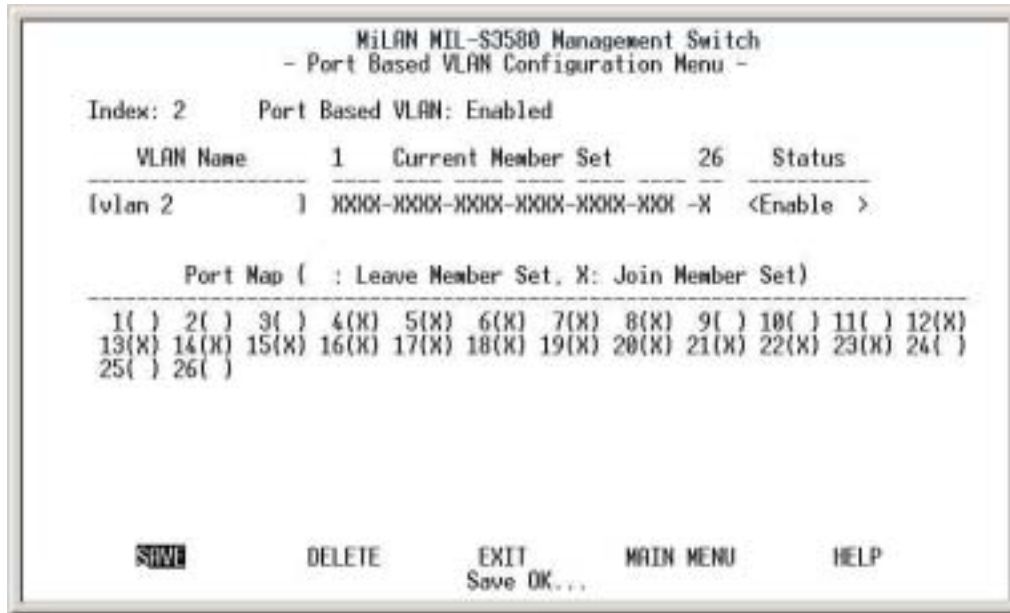 MiLAN MIL-S3580 Management Switch
- Port Based VLAN Configuration Menu -
Index: 2 Port Based VLAN: Enabled
VLAN Name 1 Current Member Set 26 Status
[vlan 2 ] XXXX-XXXX-XXXX-XXXX-XXXX-XXX -X <Enable >
Port Map ( : Leave Member Set, X: Join Member Set)
1( ) 2( ) 3( ) 4(X) 5(X) 6(X) 7(X) 8(X) 9( ) 10( ) 11( ) 12(X)
13(X) 14(X) 15(X) 16(X) 17(X) 18(X) 19(X) 20(X) 21(X) 22(X) 23(X) 24( )
25( ) 26( )
SAVE DELETE EXIT MAIN MENU HELP
Save OK...